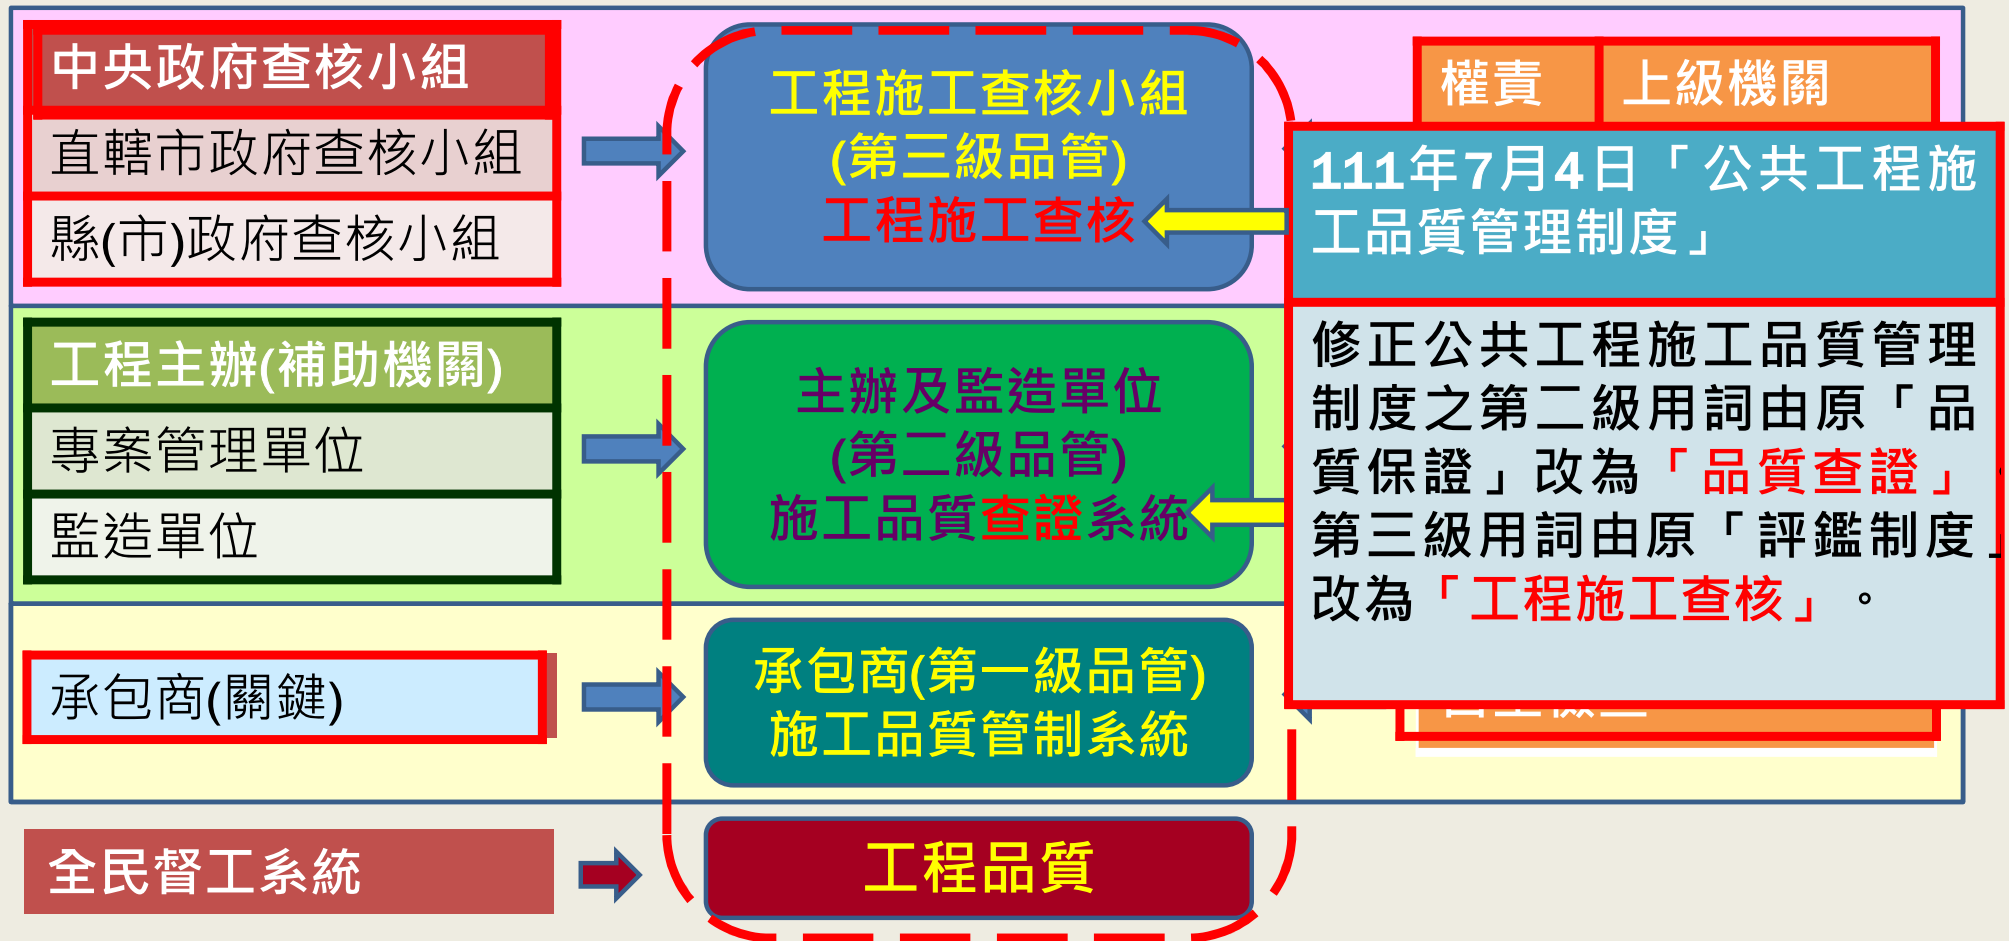 中央政府查核小組
直轄市政府查核小組
縣(市)政府查核小組
工程施工查核小組
(第三級品管)
工程施工查核
權責
上級機關
111年7月4日「公共工程施
工品質管理制度」
修正公共工程施工品質管理
制度之第二級用詞由原「品
質保證」改為「品質查證」
第三級用詞由原「評鑑制度」
改為「工程施工查核」。
工程主辦(補助機關)
專案管理單位
監造單位
主辦及監造單位
(第二級品管)
施工品質查證系統
承包商(關鍵)
承包商(第一級品管)
施工品質管制系統
全民督工系統
工程品質